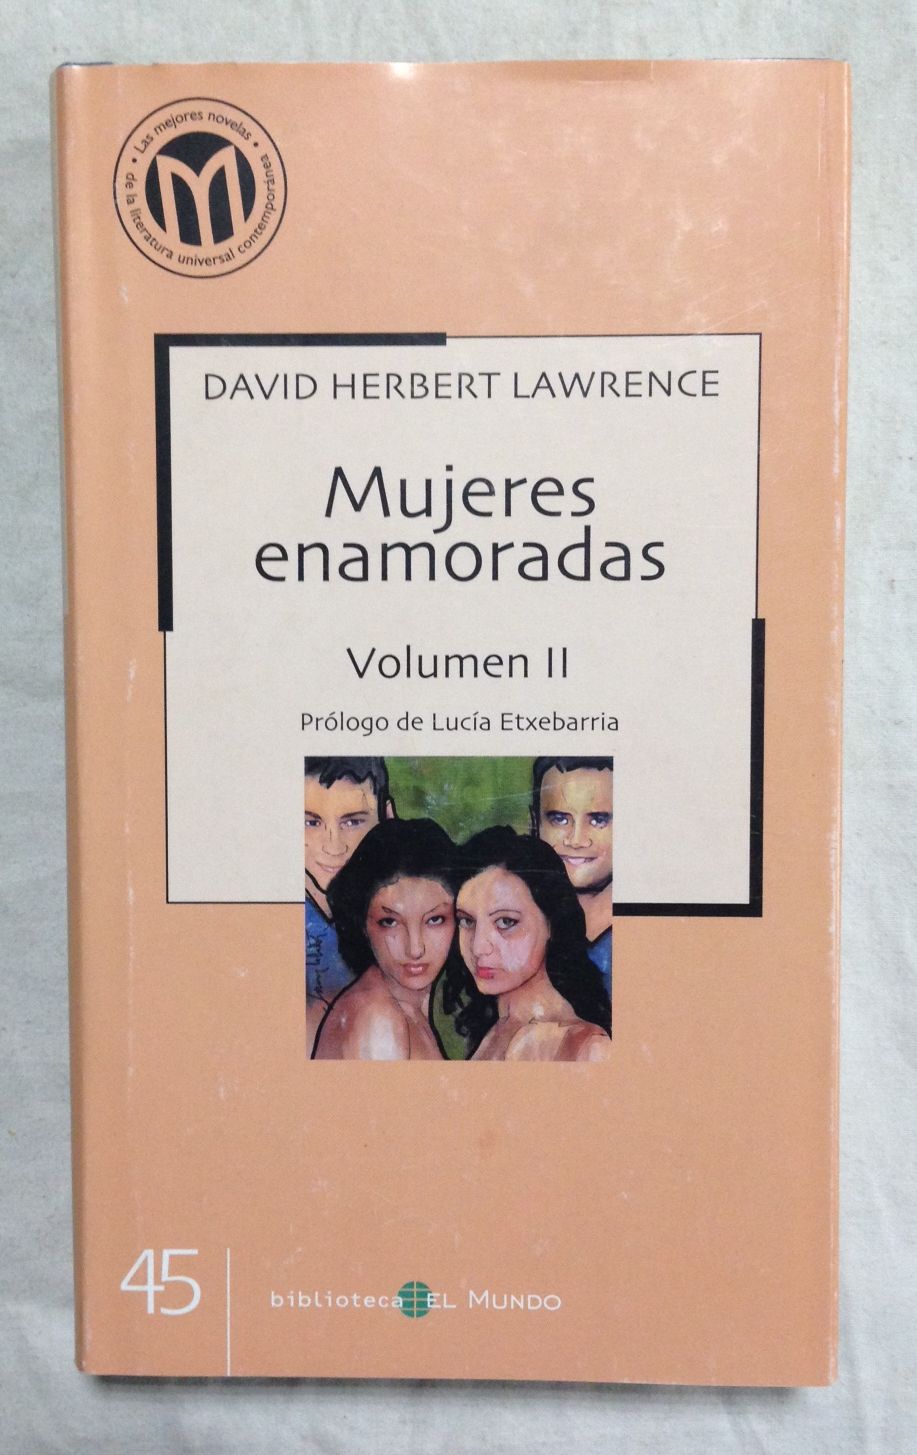 • Las mejores novelas •
de la literatura universal contemporánea
M
DAVID HERBERT LAWRENCE
Mujeres
enamoradas
Volumen II
Prólogo de Lucía Etxebarria
45
biblioteca EL MUNDO